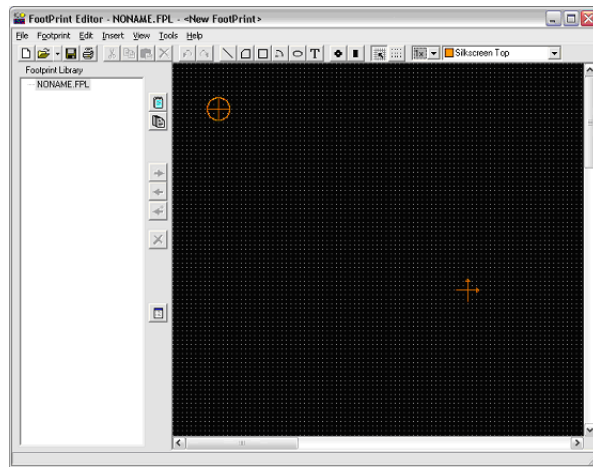 FootPrint Editor - NONAME.FPL - <New FootPrint>
File Footprint Edit Insert View Tools Help
T Silkscreen Top
Footprint Library
NONAME.FPL